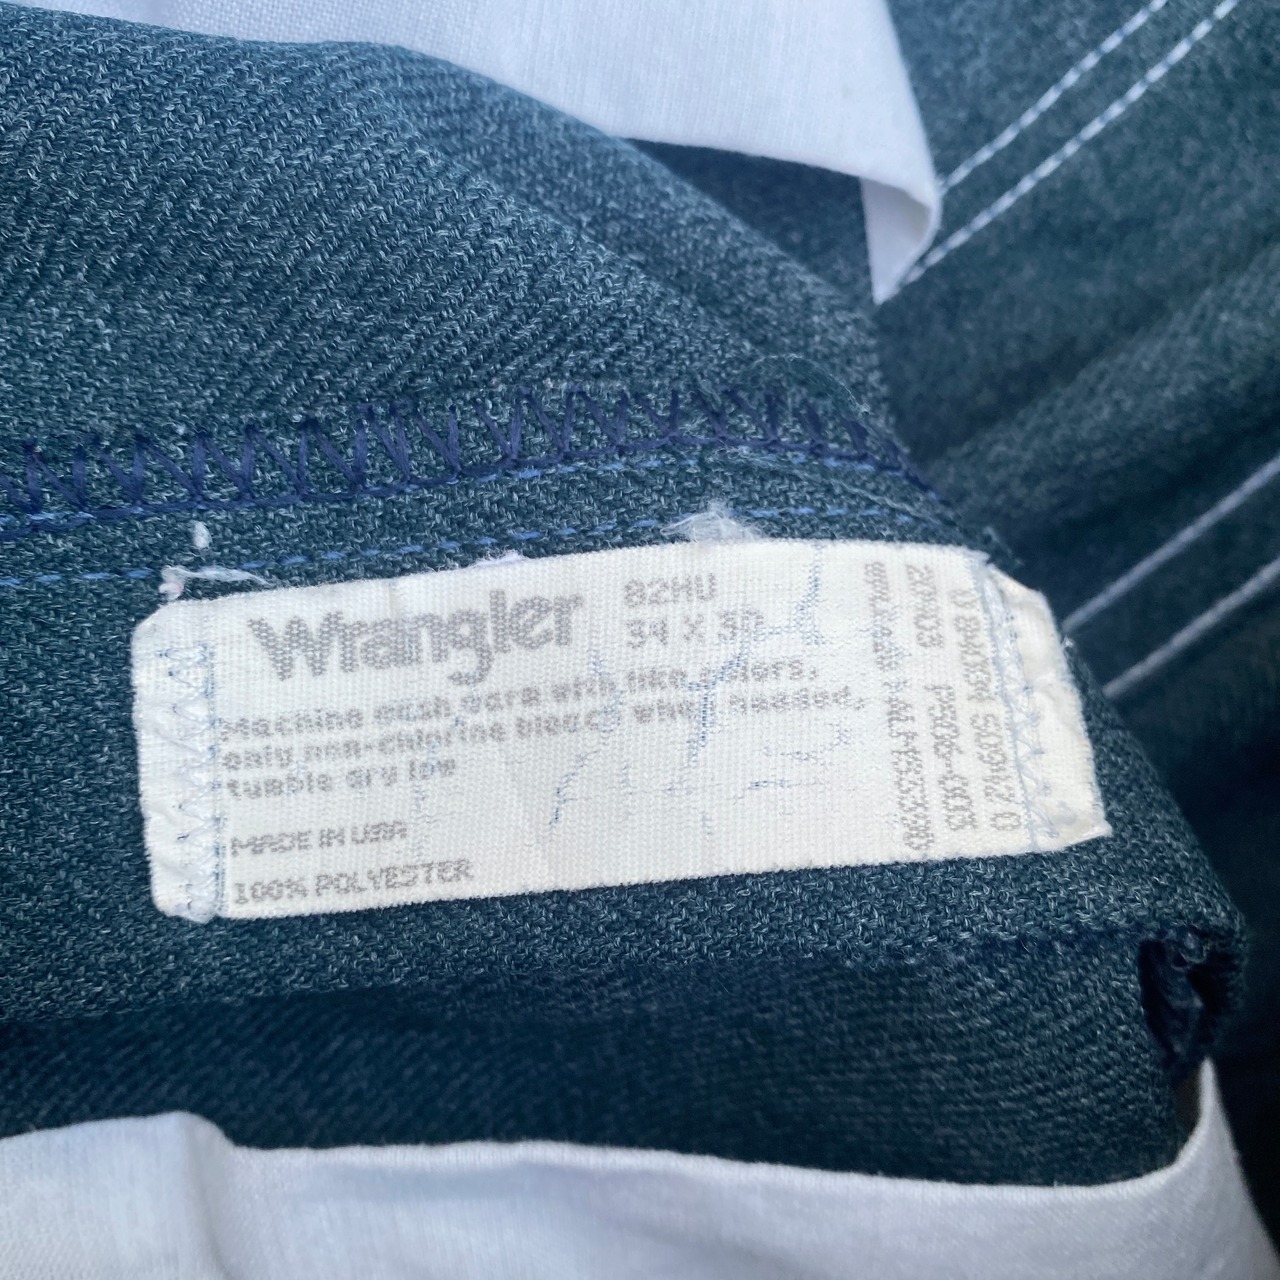 Wrangler
82HU
34 X 30
Machine wash warm with like colors,
only non-chlorine bleach when needed,
tumble dry low
MADE IN USA
100% POLYESTER
27403